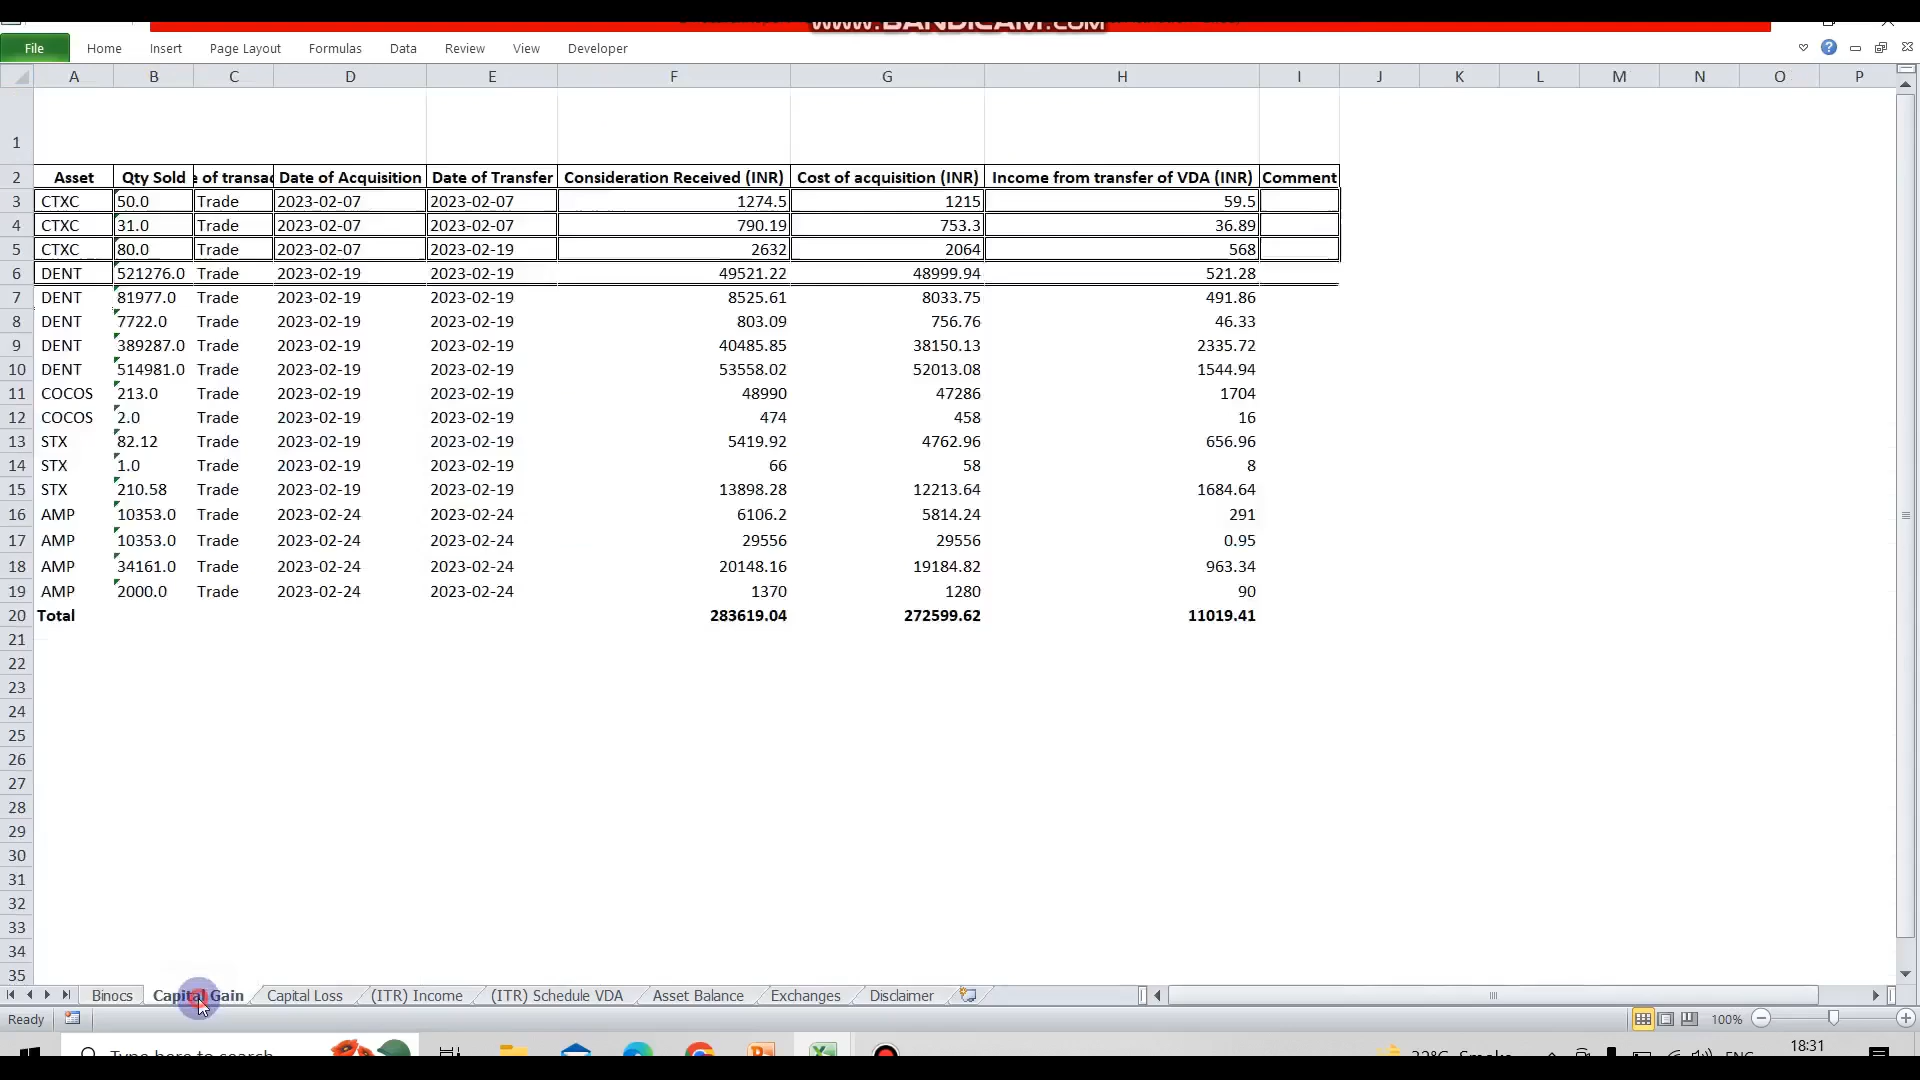 www.BANDICAM.COM
File Home Insert Page Layout Formulas Data Review View Developer
A B C D E F G H I J K L M N O P
1
2 Asset Qty Sold e of transac Date of Acquisition Date of Transfer Consideration Received (INR) Cost of acquisition (INR) Income from transfer of VDA (INR) Comment
3 CTXC 50.0 Trade 2023-02-07 2023-02-07 1274.5 1215 59.5
4 CTXC 31.0 Trade 2023-02-07 2023-02-07 790.19 753.3 36.89
5 CTXC 80.0 Trade 2023-02-07 2023-02-19 2632 2064 568
6 DENT 521276.0 Trade 2023-02-19 2023-02-19 49521.22 48999.94 521.28
7 DENT 81977.0 Trade 2023-02-19 2023-02-19 8525.61 8033.75 491.86
8 DENT 7722.0 Trade 2023-02-19 2023-02-19 803.09 756.76 46.33
9 DENT 389287.0 Trade 2023-02-19 2023-02-19 40485.85 38150.13 2335.72
10 DENT 514981.0 Trade 2023-02-19 2023-02-19 53558.02 52013.08 1544.94
11 COCOS 213.0 Trade 2023-02-19 2023-02-19 48990 47286 1704
12 COCOS 2.0 Trade 2023-02-19 2023-02-19 474 458 16
13 STX 82.12 Trade 2023-02-19 2023-02-19 5419.92 4762.96 656.96
14 STX 1.0 Trade 2023-02-19 2023-02-19 66 58 8
15 STX 210.58 Trade 2023-02-19 2023-02-19 13898.28 12213.64 1684.64
16 AMP 10353.0 Trade 2023-02-24 2023-02-24 6106.2 5814.24 291
17 AMP 10353.0 Trade 2023-02-24 2023-02-24 29556 29556 0.95
18 AMP 34161.0 Trade 2023-02-24 2023-02-24 20148.16 19184.82 963.34
19 AMP 2000.0 Trade 2023-02-24 2023-02-24 1370 1280 90
20 Total 283619.04 272599.62 11019.41
21
22
23
24
25
26
27
28
29
30
31
32
33
34
35
Binocs Capital Gain Capital Loss (ITR) Income (ITR) Schedule VDA Asset Balance Exchanges Disclaimer
Ready 100%
Type here to search 18:31